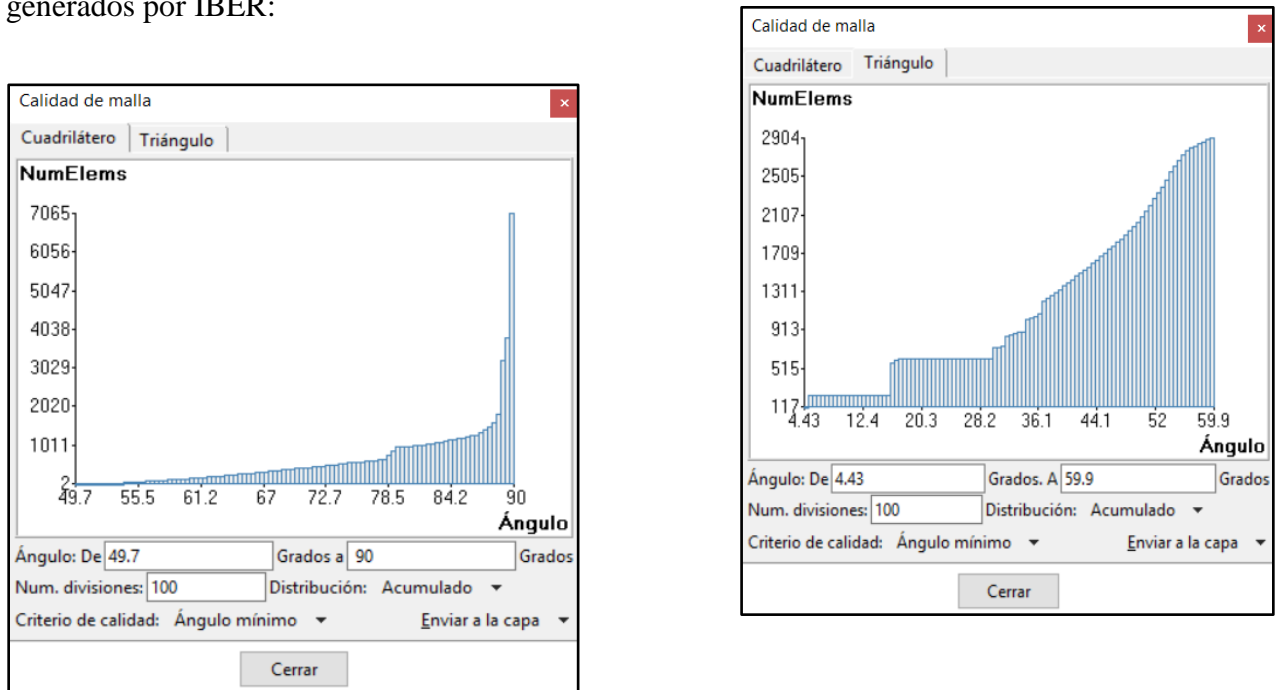 generados por IBER:
Calidad de malla
Cuadrilátero Triángulo
NumElems
7065
6056
5047
4038
3029
2020
1011
2
49.7 55.5 61.2 67 72.7 78.5 84.2 90
Ángulo
Ángulo: De 49.7 Grados a 90 Grados
Num. divisiones: 100 Distribución: Acumulado
Criterio de calidad: Ángulo mínimo Enviar a la capa
Cerrar
Calidad de malla
Cuadrilátero Triángulo
NumElems
2904
2505
2107
1709
1311
913
515
117
4.43 12.4 20.3 28.2 36.1 44.1 52 59.9
Ángulo
Ángulo: De 4.43 Grados. A 59.9 Grados
Num. divisiones: 100 Distribución: Acumulado
Criterio de calidad: Ángulo mínimo Enviar a la capa
Cerrar